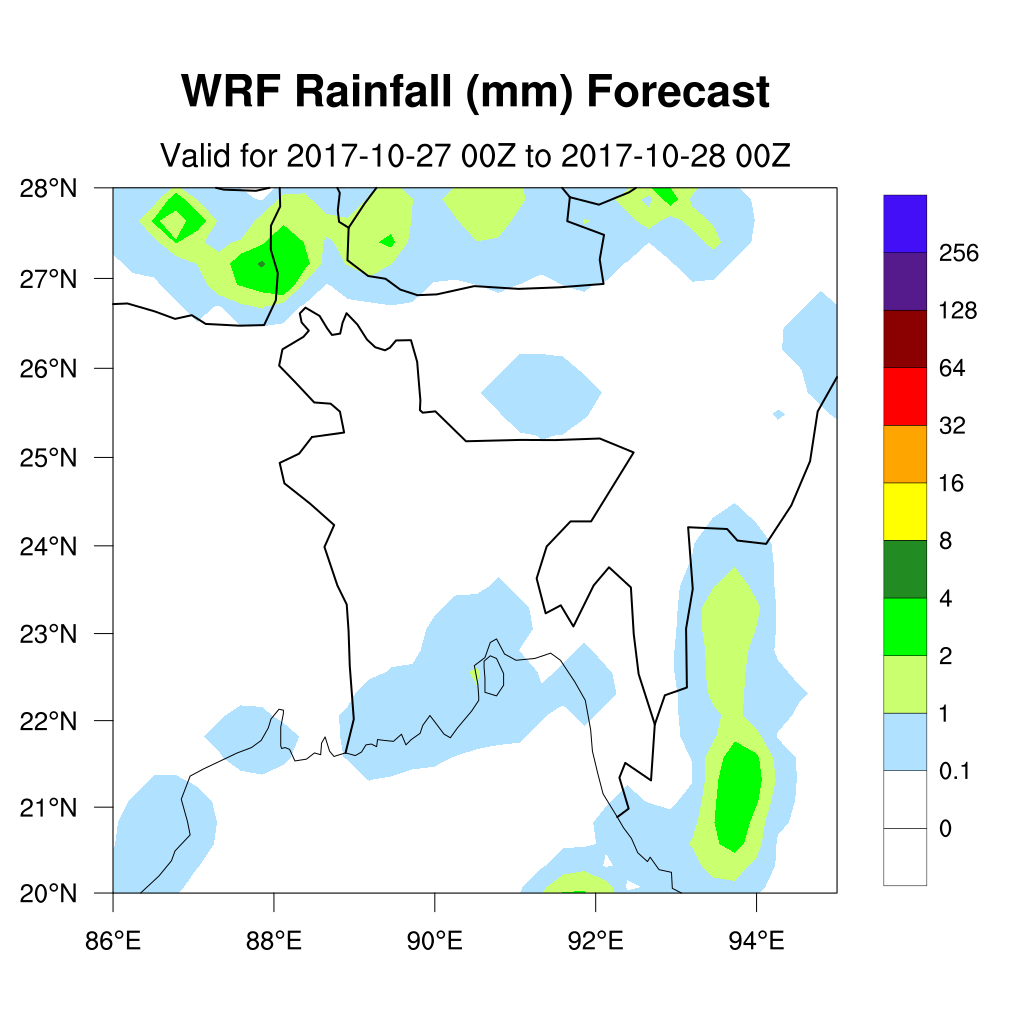 WRF Rainfall (mm) Forecast
Valid for 2017-10-27 00Z to 2017-10-28 00Z
28°N
27°N
26°N
25°N
24°N
23°N
22°N
21°N
20°N
86°E 88°E 90°E 92°E 94°E
256
128
64
32
16
8
4
2
1
0.1
0